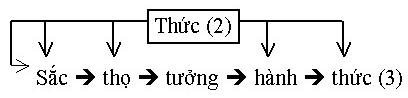 Thức (2)
Sắc ➔ thọ ➔ tưởng ➔ hành ➔ thức (3)